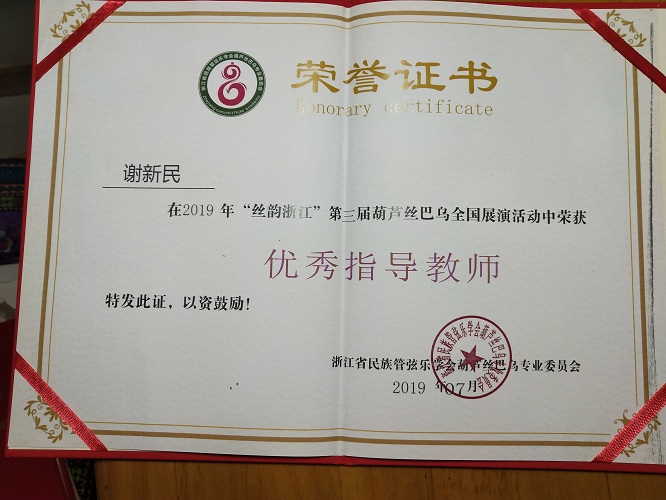 荣誉证书
honorary certificate
谢新民
在2019 年“丝韵浙江”第三届葫芦丝巴乌全国展演活动中荣获
优秀指导教师
特发此证，以资鼓励！
浙江省民族管弦乐学会葫芦丝巴乌专业委员会
2019 年07月